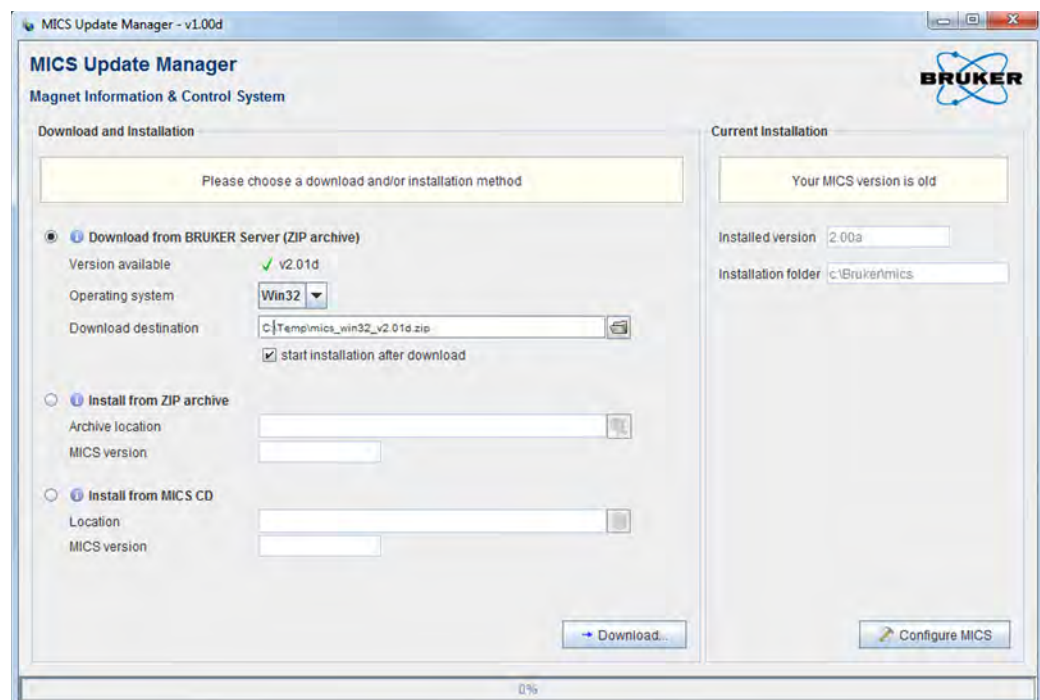 MICS Update Manager - v1.00d
MICS Update Manager
Magnet Information & Control System
BRUKER
Download and Installation
Please choose a download and/or installation method
Download from BRUKER Server (ZIP archive)
Version available
v2.01d
Operating system
Win32
Download destination
C:\Temp\mics_win32_v2.01d.zip
start installation after download
Install from ZIP archive
Archive location
MICS version
Install from MICS CD
Location
MICS version
Download...
Current Installation
Your MICS version is old
Installed version
2.00a
Installation folder
c:\Bruker\mics
Configure MICS
0%